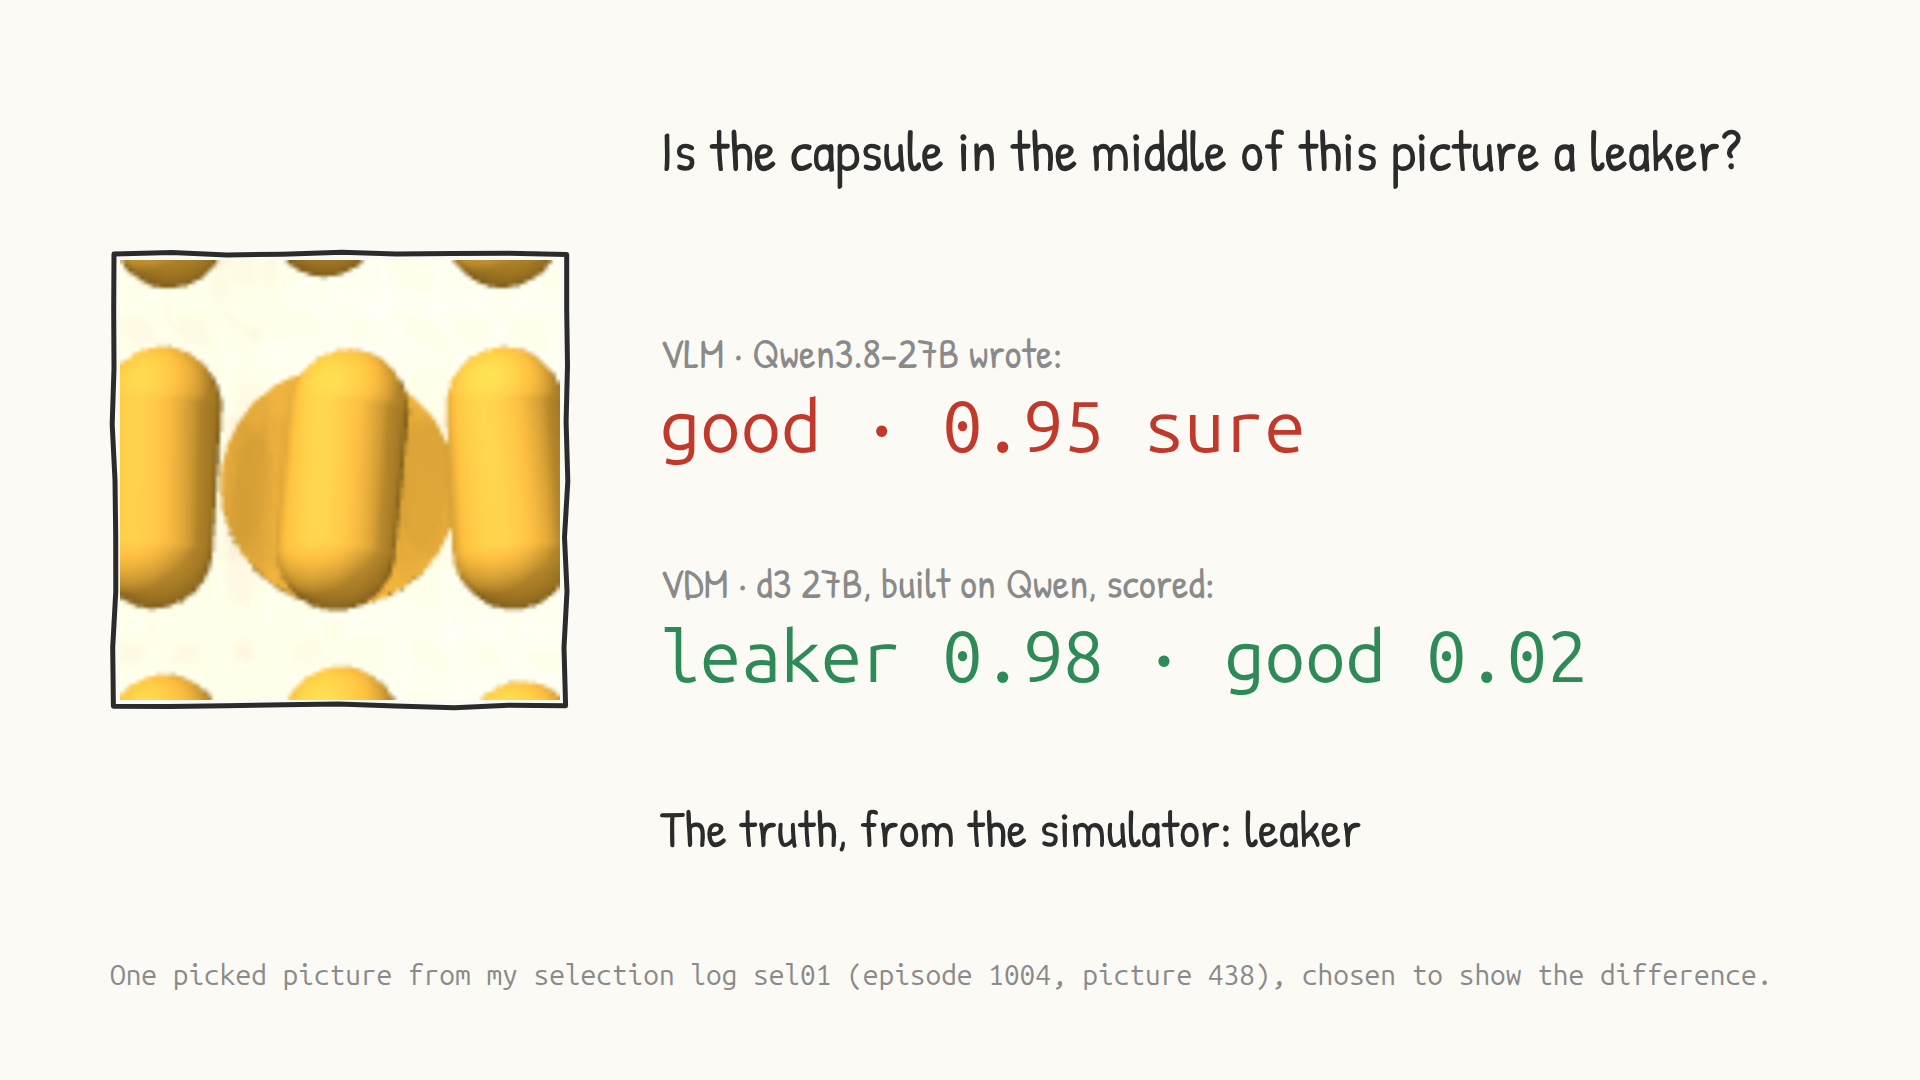 Is the capsule in the middle of this picture a leaker?
VLM · Qwen3.8-27B wrote:
good · 0.95 sure
VDM · d3 27B, built on Qwen, scored:
leaker 0.98 · good 0.02
The truth, from the simulator: leaker
One picked picture from my selection log sel01 (episode 1004, picture 438), chosen to show the difference.